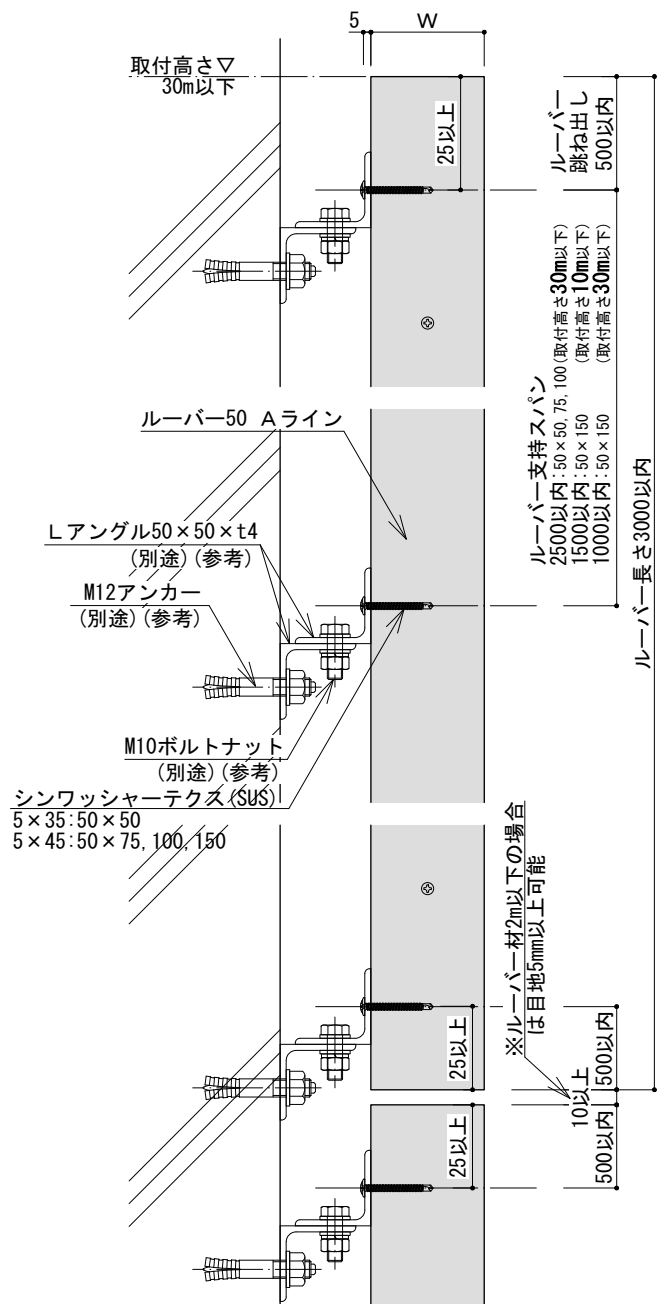 5
W
取付高さ▽
30m以下
25以上
ルーバー
跳ね出し
500以内
ルーバー支持スパン
2500以内:50×50, 75, 100(取付高さ30m以下)
1500以内:50×150 (取付高さ10m以下)
1000以内:50×150 (取付高さ30m以下)
ルーバー長さ3000以内
ルーバー50 Aライン
Lアングル50×50×t4
(別途)(参考)
M12アンカー
(別途)(参考)
M10ボルトナット
(別途)(参考)
シンワッシャーテクス(SUS)
5×35:50×50
5×45:50×75, 100, 150
※ルーバー材2m以下の場合
は目地5mm以上可能
25以上
500以内
10以上
25以上
500以内